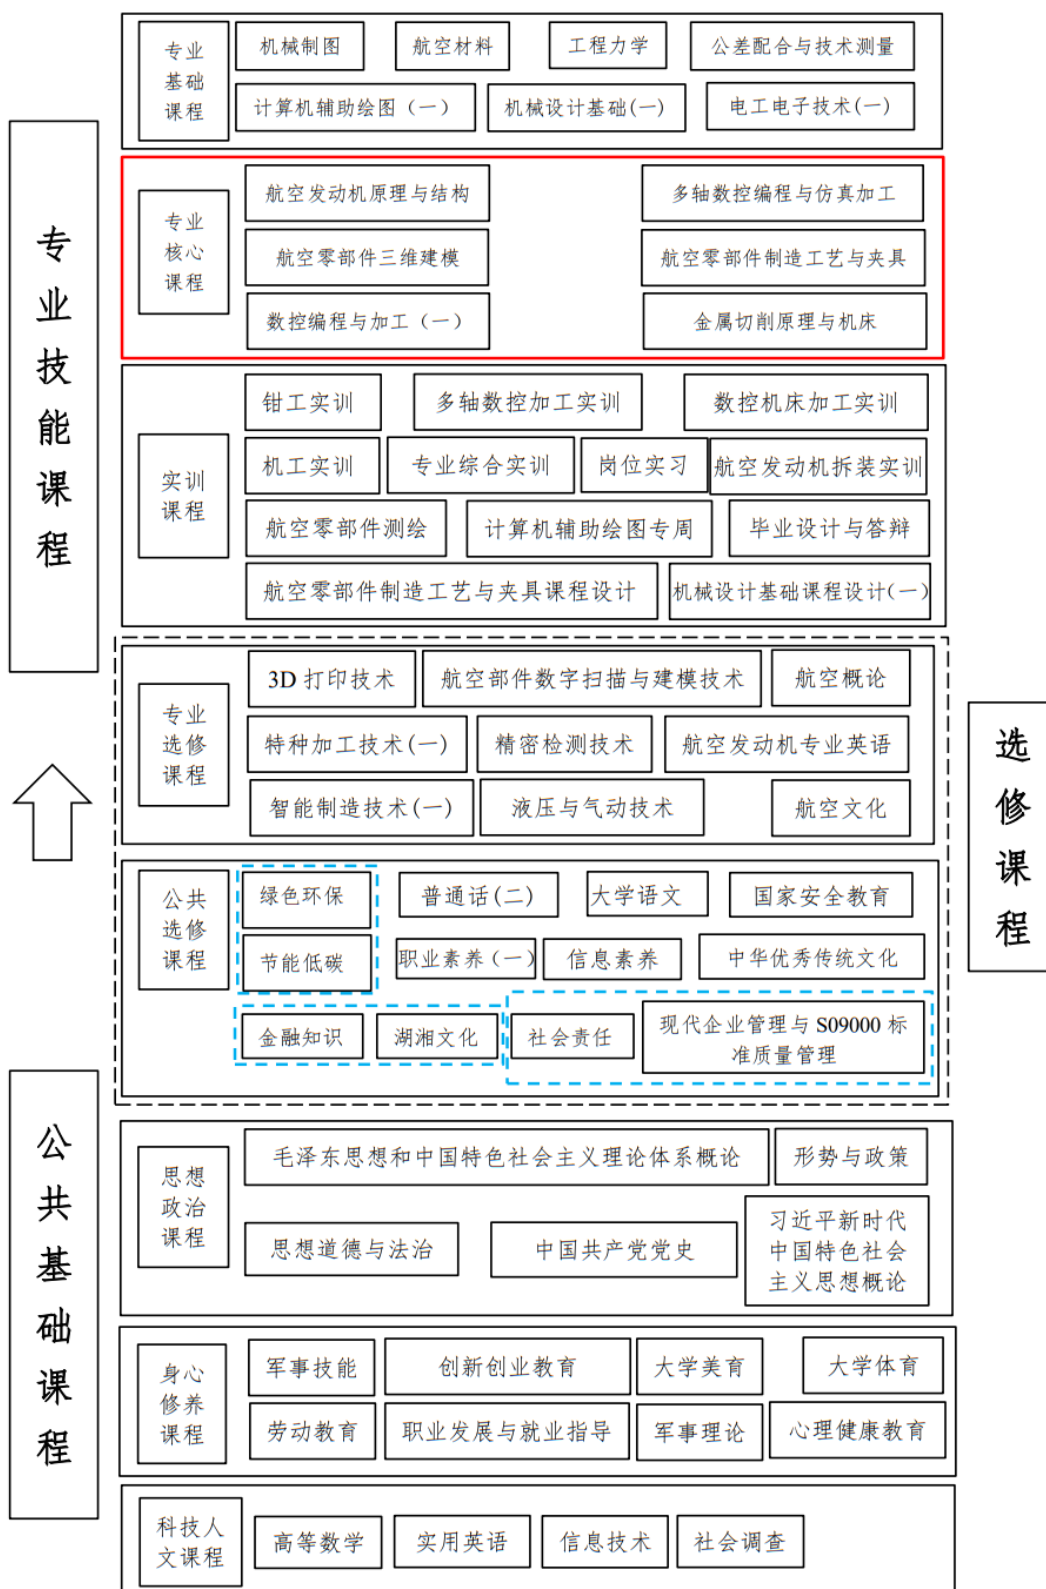 专业技能课程
公共基础课程
选修课程
专业
基础
课程
机械制图
航空材料
工程力学
公差配合与技术测量
计算机辅助绘图（一）
机械设计基础(一)
电工电子技术(一)
专业
核心
课程
航空发动机原理与结构
多轴数控编程与仿真加工
航空零部件三维建模
航空零部件制造工艺与夹具
数控编程与加工（一）
金属切削原理与机床
实训
课程
钳工实训
多轴数控加工实训
数控机床加工实训
机工实训
专业综合实训
岗位实习
航空发动机拆装实训
航空零部件测绘
计算机辅助绘图专周
毕业设计与答辩
航空零部件制造工艺与夹具课程设计
机械设计基础课程设计(一)
专业
选修
课程
3D 打印技术
航空部件数字扫描与建模技术
航空概论
特种加工技术(一)
精密检测技术
航空发动机专业英语
智能制造技术(一)
液压与气动技术
航空文化
公共
选修
课程
绿色环保
普通话(二)
大学语文
国家安全教育
节能低碳
职业素养（一）
信息素养
中华优秀传统文化
金融知识
湖湘文化
社会责任
现代企业管理与 S09000 标
准质量管理
思想
政治
课程
毛泽东思想和中国特色社会主义理论体系概论
形势与政策
思想道德与法治
中国共产党党史
习近平新时代
中国特色社会
主义思想概论
身心
修养
课程
军事技能
创新创业教育
大学美育
大学体育
劳动教育
职业发展与就业指导
军事理论
心理健康教育
科技人
文课程
高等数学
实用英语
信息技术
社会调查